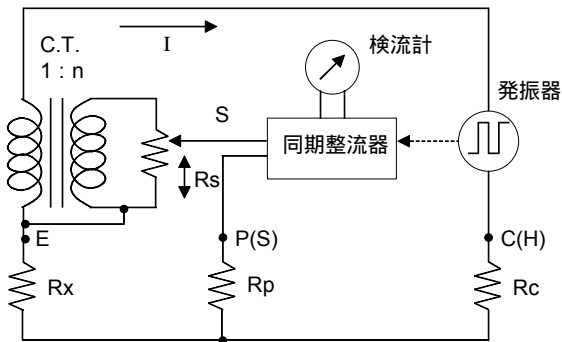 C.T.
1 : n
I
検流計
発振器
S
同期整流器
Rs
E
P(S)
C(H)
Rx
Rp
Rc